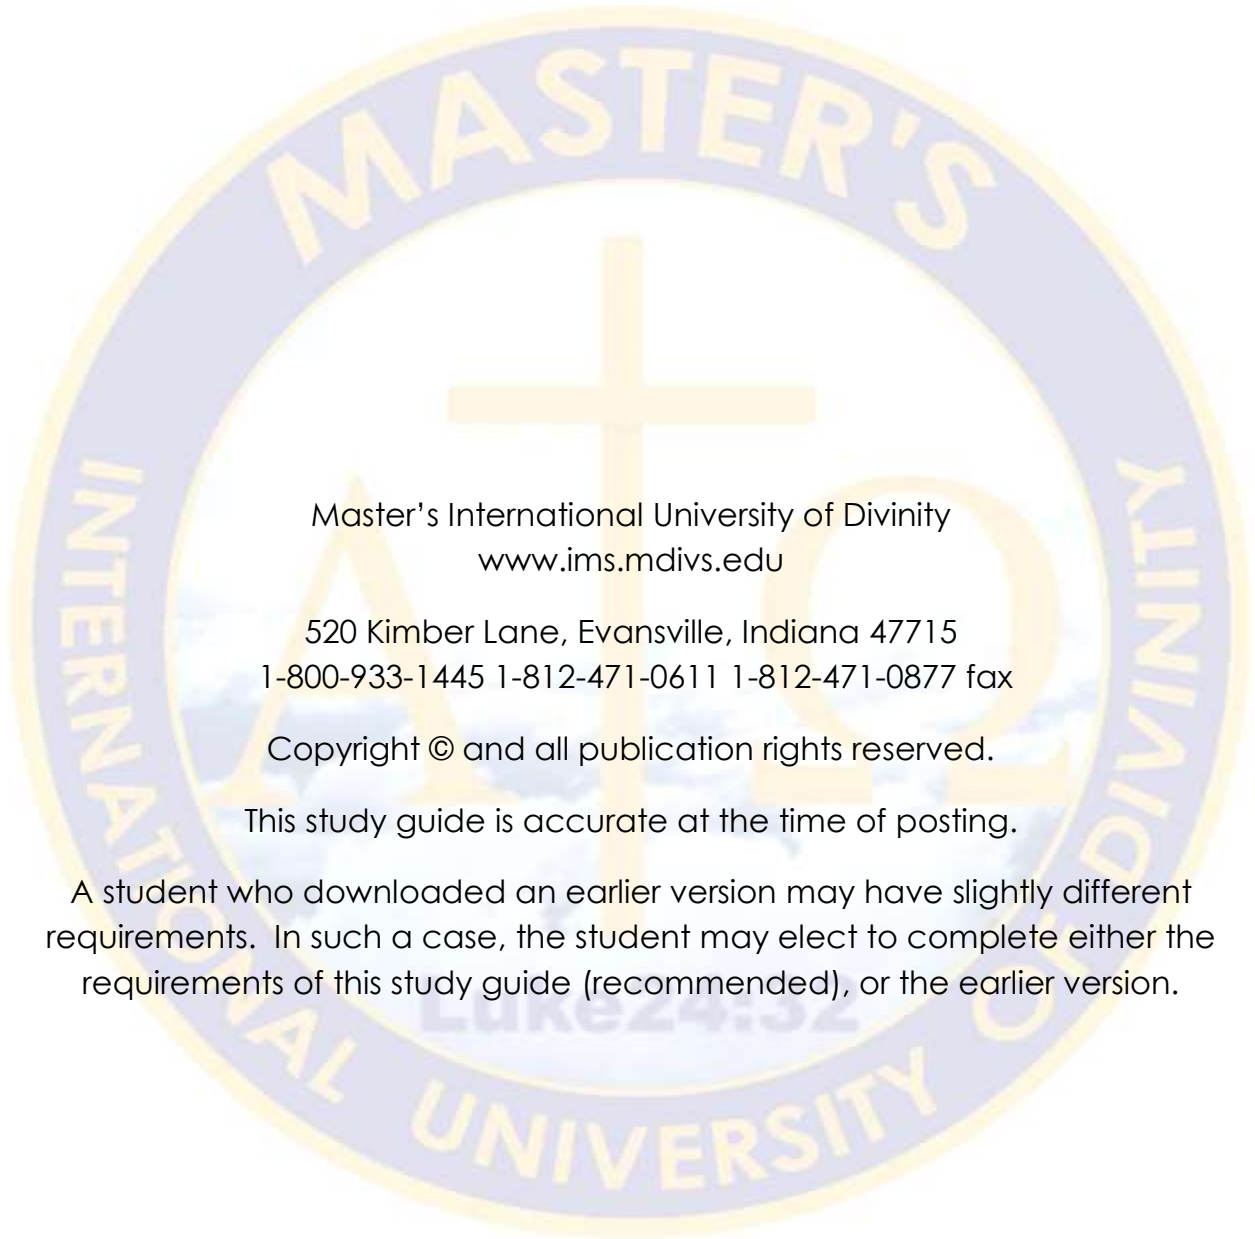 MASTER'S
INTERNATIONAL UNIVERSITY OF DIVINITY
Α Ω
Master’s International University of Divinity
www.ims.mdivs.edu
520 Kimber Lane, Evansville, Indiana 47715
1-800-933-1445 1-812-471-0611 1-812-471-0877 fax
Copyright © and all publication rights reserved.
This study guide is accurate at the time of posting.
A student who downloaded an earlier version may have slightly different
requirements.  In such a case, the student may elect to complete either the
requirements of this study guide (recommended), or the earlier version.
Luke24:32